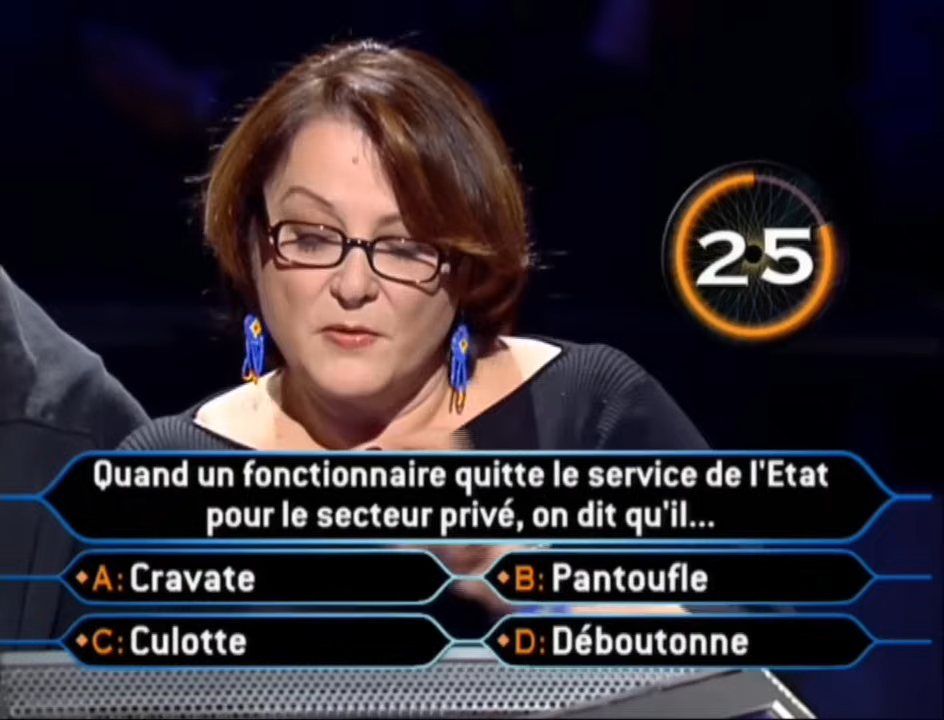 25
Quand un fonctionnaire quitte le service de l'Etat
pour le secteur privé, on dit qu'il...
A: Cravate
B: Pantoufle
C: Culotte
D: Déboutonne